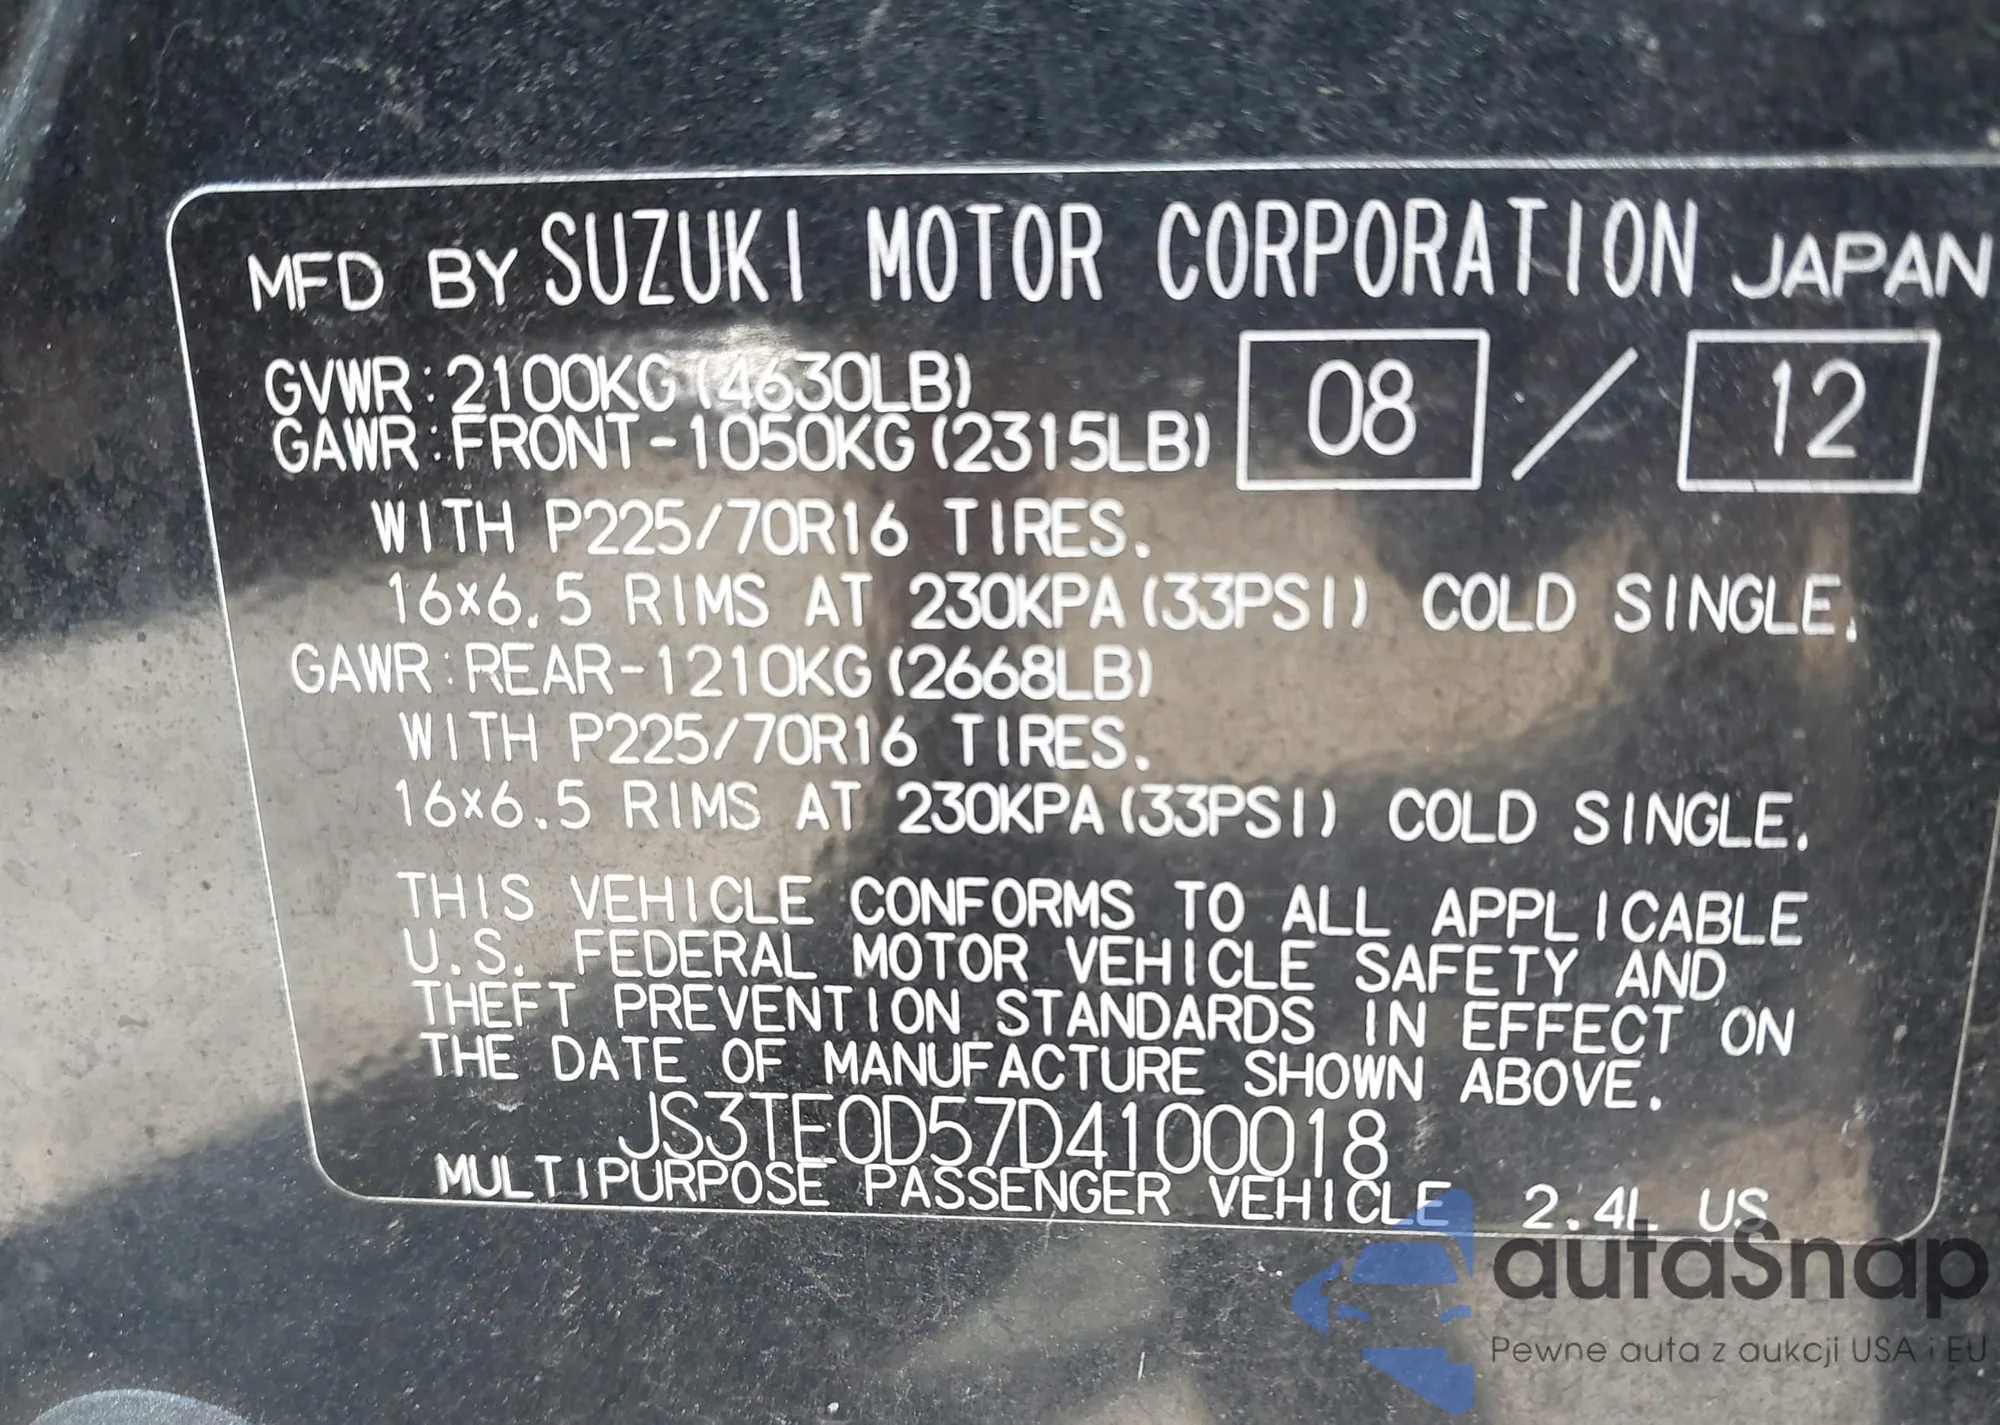 MFD BY SUZUKI MOTOR CORPORATION JAPAN
GVWR:2100KG(4630LB)
08 / 12
GAWR:FRONT-1050KG(2315LB)
WITH P225/70R16 TIRES.
16x6.5 RIMS AT 230KPA(33PSI) COLD SINGLE.
GAWR:REAR-1210KG(2668LB)
WITH P225/70R16 TIRES.
16x6.5 RIMS AT 230KPA(33PSI) COLD SINGLE.
THIS VEHICLE CONFORMS TO ALL APPLICABLE
U.S. FEDERAL MOTOR VEHICLE SAFETY AND
THEFT PREVENTION STANDARDS IN EFFECT ON
THE DATE OF MANUFACTURE SHOWN ABOVE.
JS3TE0D57D4100018
MULTIPURPOSE PASSENGER VEHICLE 2.4L US
autaSnap
Pewne auta z aukcji USA i EU